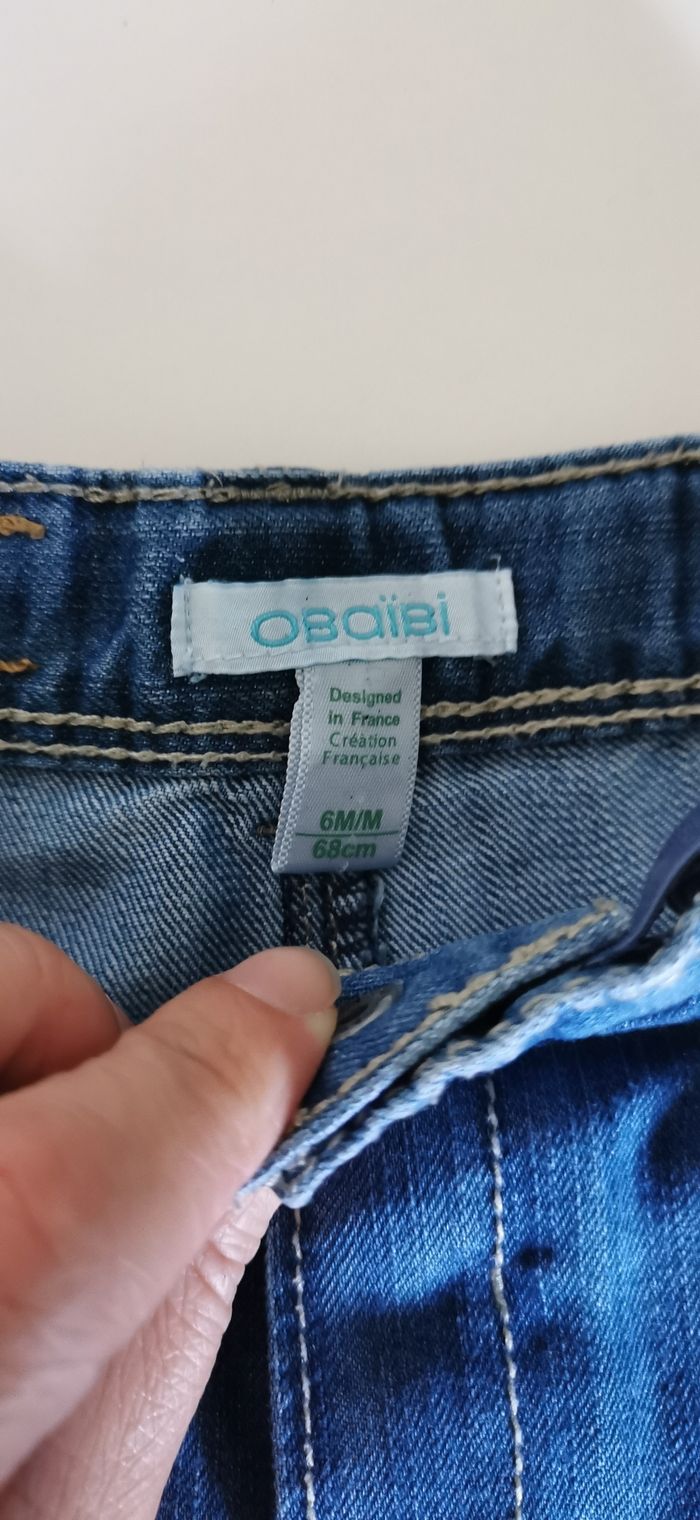 OBaïBi
Designed
in France
Création
Française
6M/M
68cm